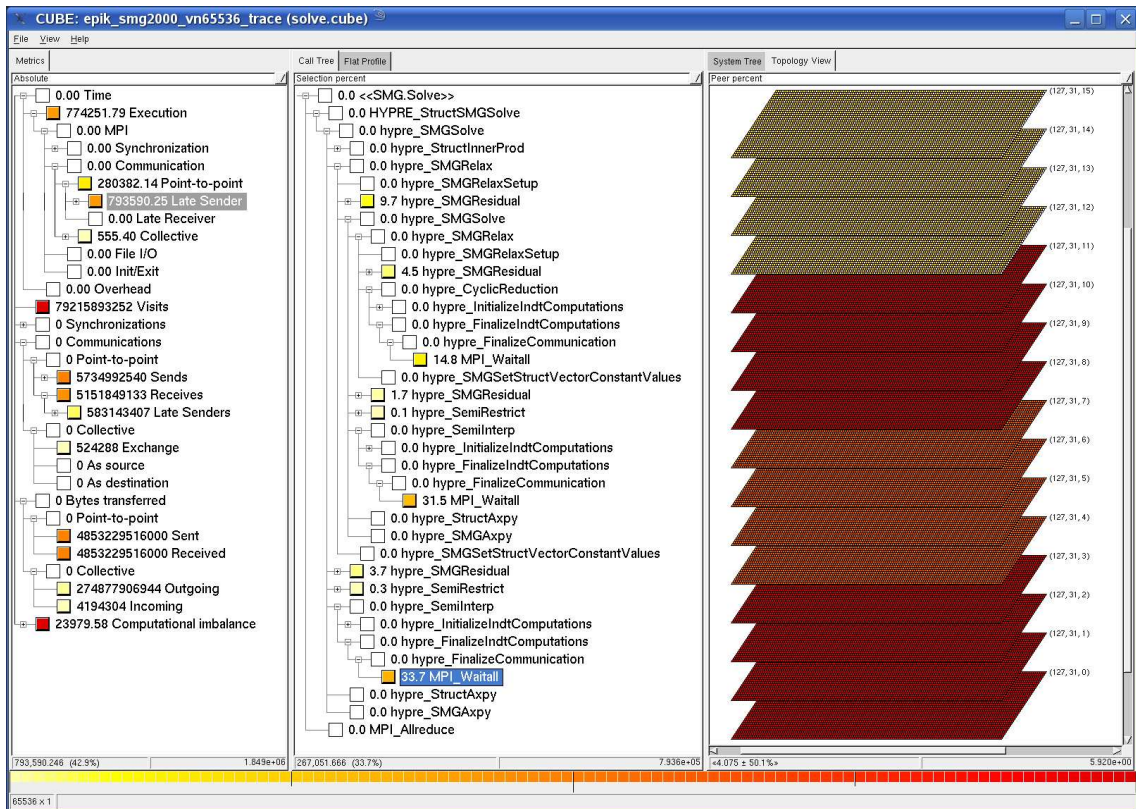 CUBE: epik_smg2000_vn65536_trace (solve.cube)
File View Help
Metrics
Absolute
0.00 Time
774251.79 Execution
0.00 MPI
0.00 Synchronization
0.00 Communication
280382.14 Point-to-point
793590.25 Late Sender
0.00 Late Receiver
555.40 Collective
0.00 File I/O
0.00 Init/Exit
0.00 Overhead
79215893252 Visits
0 Synchronizations
0 Communications
0 Point-to-point
5734992540 Sends
5151849133 Receives
583143407 Late Senders
0 Collective
524288 Exchange
0 As source
0 As destination
0 Bytes transferred
0 Point-to-point
4853229516000 Sent
4853229516000 Received
0 Collective
274877906944 Outgoing
4194304 Incoming
23979.58 Computational imbalance
793,590.246 (42.9%) 1.849e+06
Call Tree Flat Profile
Selection percent
0.0 <<SMG.Solve>>
0.0 HYPRE_StructSMGSolve
0.0 hypre_SMGSolve
0.0 hypre_StructInnerProd
0.0 hypre_SMGRelax
0.0 hypre_SMGRelaxSetup
9.7 hypre_SMGResidual
0.0 hypre_SMGSolve
0.0 hypre_SMGRelax
0.0 hypre_SMGRelaxSetup
4.5 hypre_SMGResidual
0.0 hypre_CyclicReduction
0.0 hypre_InitializeIndtComputations
0.0 hypre_FinalizeIndtComputations
0.0 hypre_FinalizeCommunication
14.8 MPI_Waitall
0.0 hypre_SMGSetStructVectorConstantValues
1.7 hypre_SMGResidual
0.1 hypre_SemiRestrict
0.0 hypre_SemiInterp
0.0 hypre_InitializeIndtComputations
0.0 hypre_FinalizeIndtComputations
0.0 hypre_FinalizeCommunication
31.5 MPI_Waitall
0.0 hypre_StructAxpy
0.0 hypre_SMGAxpy
0.0 hypre_SMGSetStructVectorConstantValues
3.7 hypre_SMGResidual
0.3 hypre_SemiRestrict
0.0 hypre_SemiInterp
0.0 hypre_InitializeIndtComputations
0.0 hypre_FinalizeIndtComputations
0.0 hypre_FinalizeCommunication
33.7 MPI_Waitall
0.0 hypre_StructAxpy
0.0 hypre_SMGAxpy
0.0 MPI_Allreduce
267,051.666 (33.7%) 7.936e+05
System Tree Topology View
Peer percent
(127, 31, 15)
(127, 31, 14)
(127, 31, 13)
(127, 31, 12)
(127, 31, 11)
(127, 31, 10)
(127, 31, 9)
(127, 31, 8)
(127, 31, 7)
(127, 31, 6)
(127, 31, 5)
(127, 31, 4)
(127, 31, 3)
(127, 31, 2)
(127, 31, 1)
(127, 31, 0)
«4.075 ± 50.1%» 5.920e+00
65536 x 1